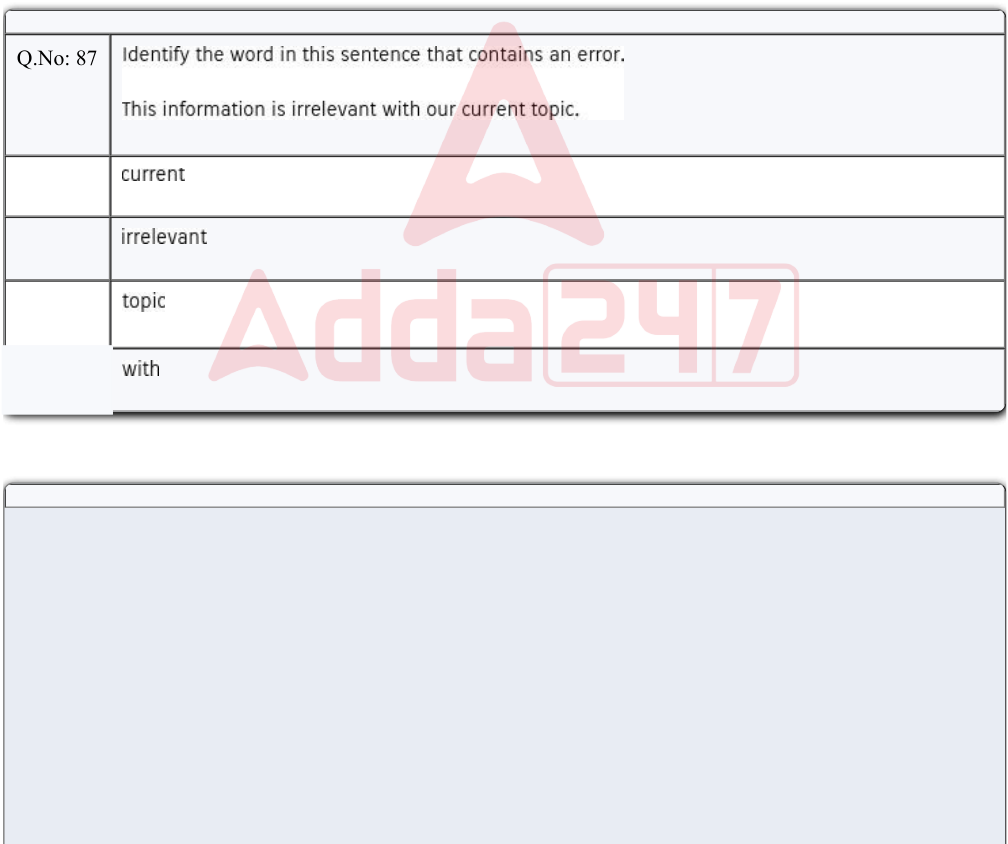 Q.No: 87
Identify the word in this sentence that contains an error.
This information is irrelevant with our current topic.
current
irrelevant
topic
with
Adda247